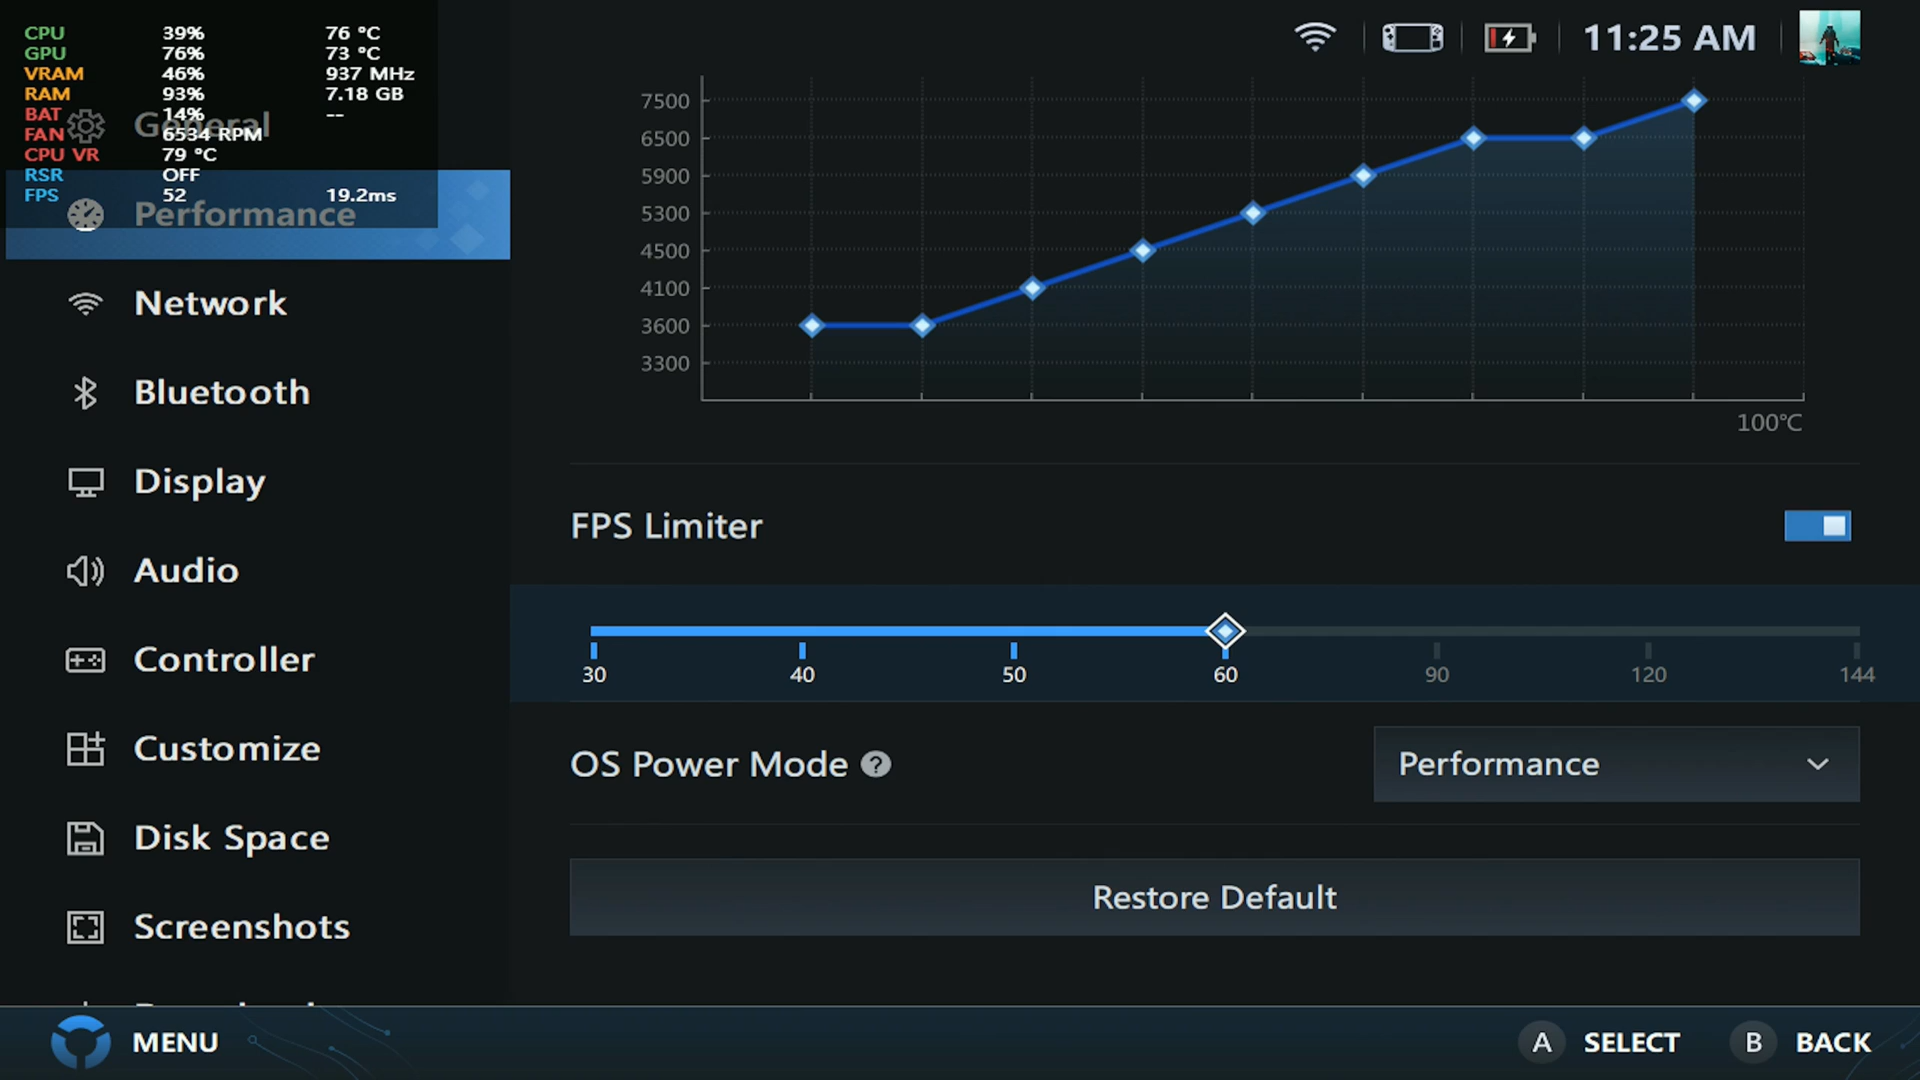 CPU 39% 76 °C
GPU 76% 73 °C
VRAM 46% 937 MHz
RAM 93% 7.18 GB
BAT 14% --
FAN 6534 RPM
CPU VR 79 °C
RSR OFF
FPS 52 19.2ms
11:25 AM
General
Performance
Network
Bluetooth
Display
Audio
Controller
Customize
Disk Space
Screenshots
7500
6500
5900
5300
4500
4100
3600
3300
100℃
FPS Limiter
30 40 50 60 90 120 144
OS Power Mode ?
Performance
Restore Default
MENU
A SELECT B BACK